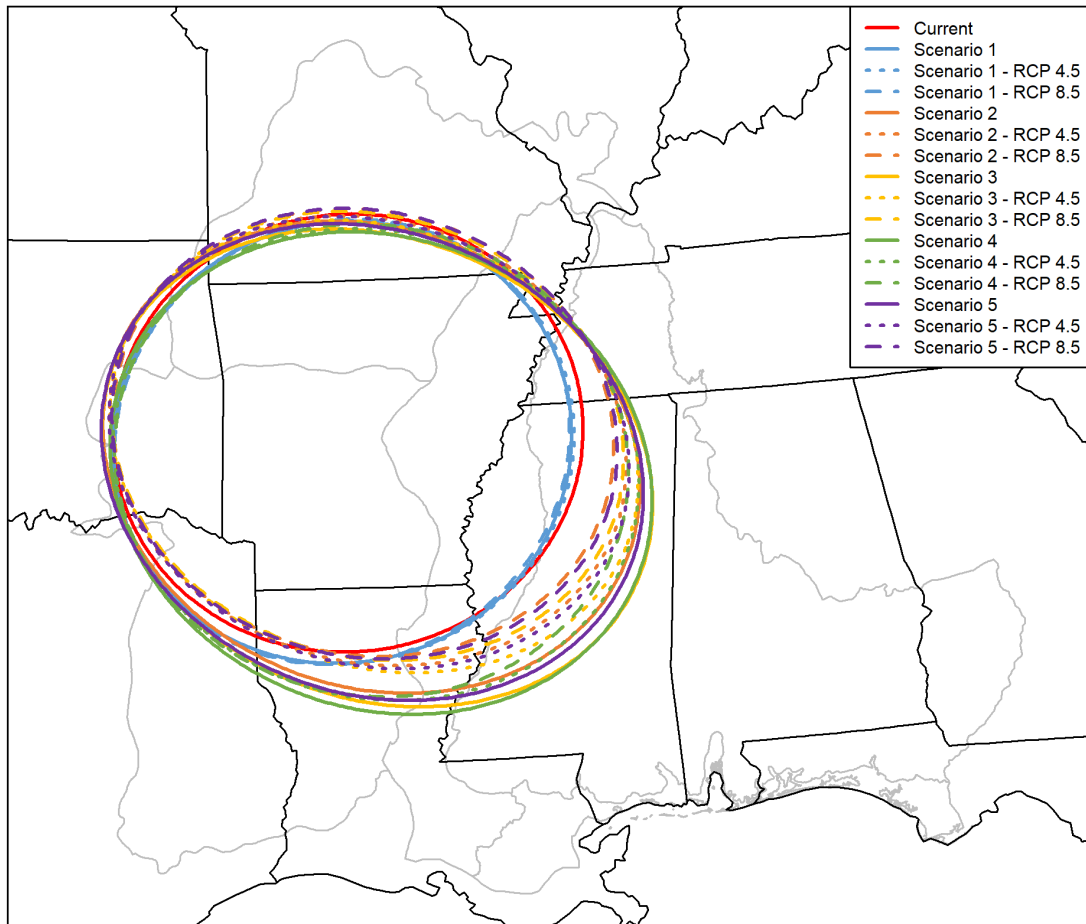 Current
Scenario 1
Scenario 1 - RCP 4.5
Scenario 1 - RCP 8.5
Scenario 2
Scenario 2 - RCP 4.5
Scenario 2 - RCP 8.5
Scenario 3
Scenario 3 - RCP 4.5
Scenario 3 - RCP 8.5
Scenario 4
Scenario 4 - RCP 4.5
Scenario 4 - RCP 8.5
Scenario 5
Scenario 5 - RCP 4.5
Scenario 5 - RCP 8.5